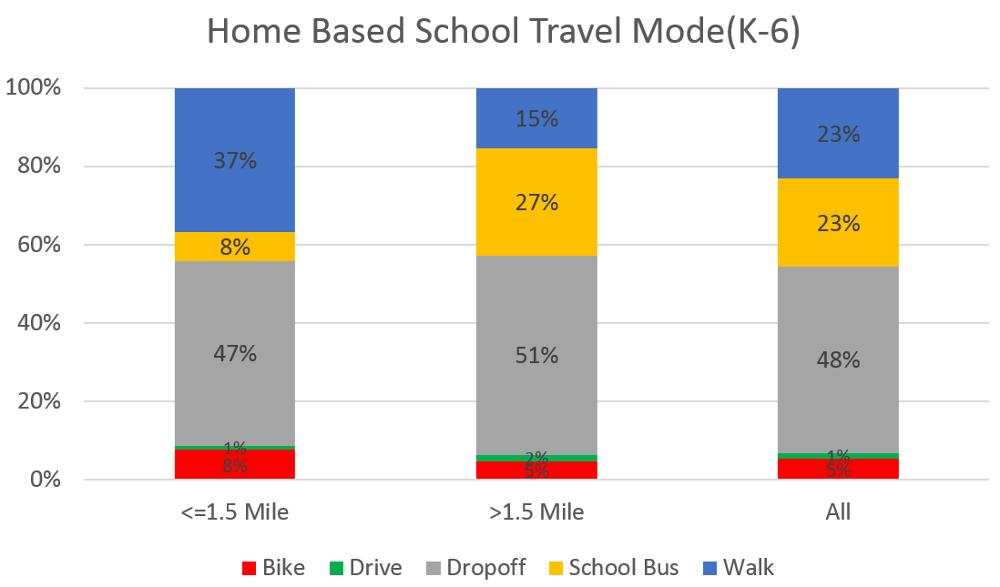 Home Based School Travel Mode(K-6)
100%
80%
60%
40%
20%
0%
37%
8%
47%
1%
8%
15%
27%
51%
2%
5%
23%
23%
48%
1%
5%
<=1.5 Mile
>1.5 Mile
All
Bike
Drive
Dropoff
School Bus
Walk